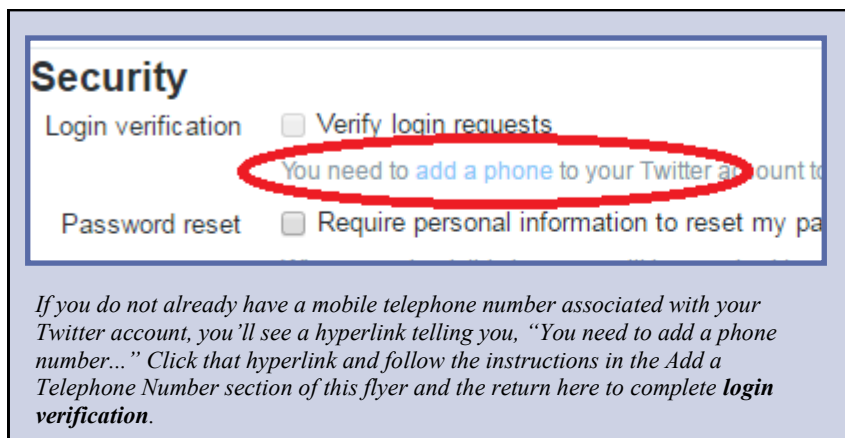 Security
Login verification Verify login requests
You need to add a phone to your Twitter account to
Password reset Require personal information to reset my pa
If you do not already have a mobile telephone number associated with your
Twitter account, you’ll see a hyperlink telling you, “You need to add a phone
number...” Click that hyperlink and follow the instructions in the Add a
Telephone Number section of this flyer and the return here to complete login
verification.